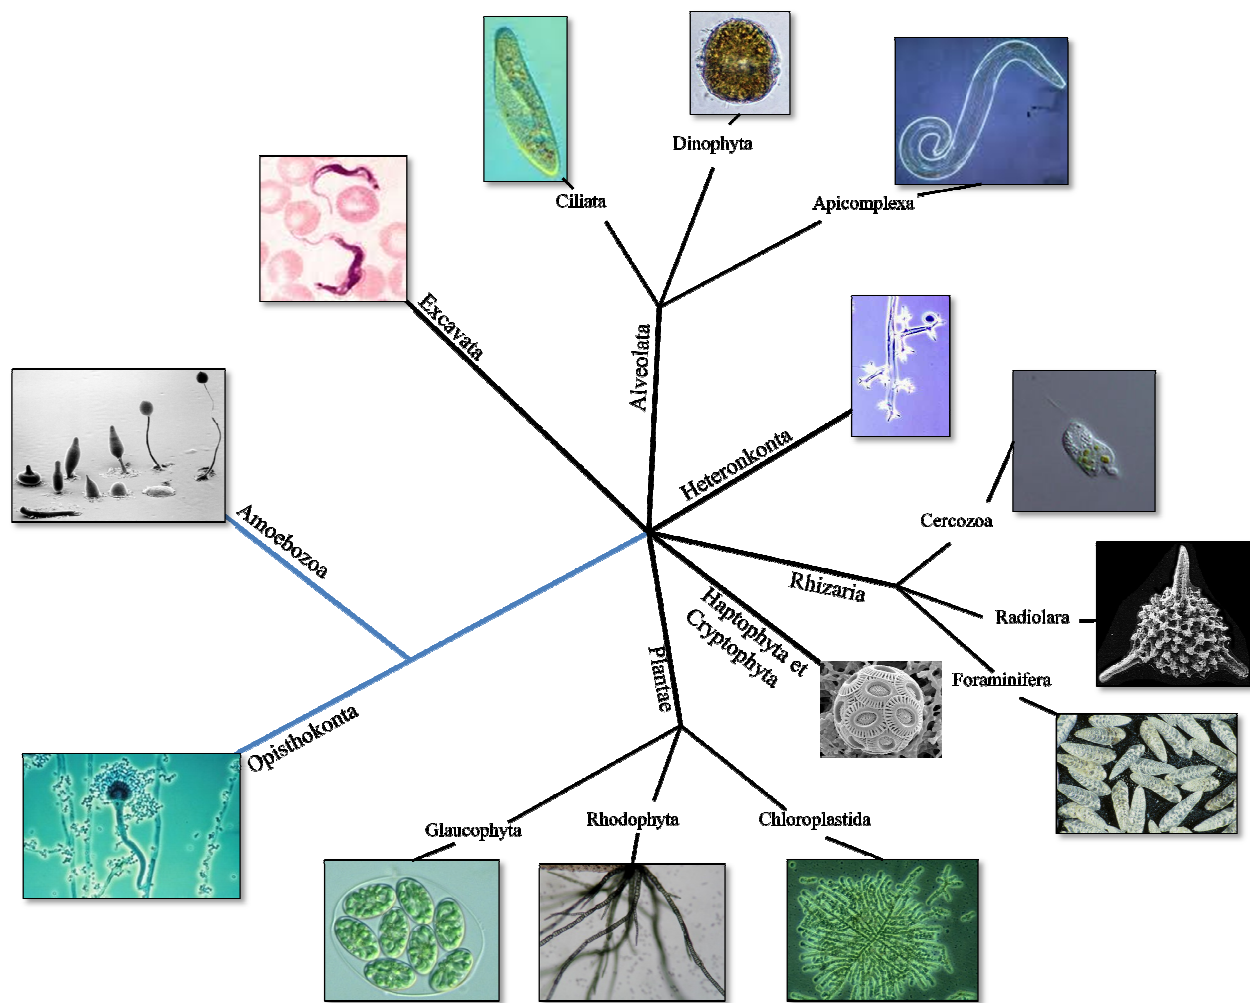 Dinophyta
Ciliata
Apicomplexa
Excavata
Alveolata
Heteronkonta
Amoebozoa
Cercozoa
Rhizaria
Radiolara
Haptophyta et
Cryptophyta
Foraminifera
Plantae
Opisthokonta
Glaucophyta
Rhodophyta
Chloroplastida